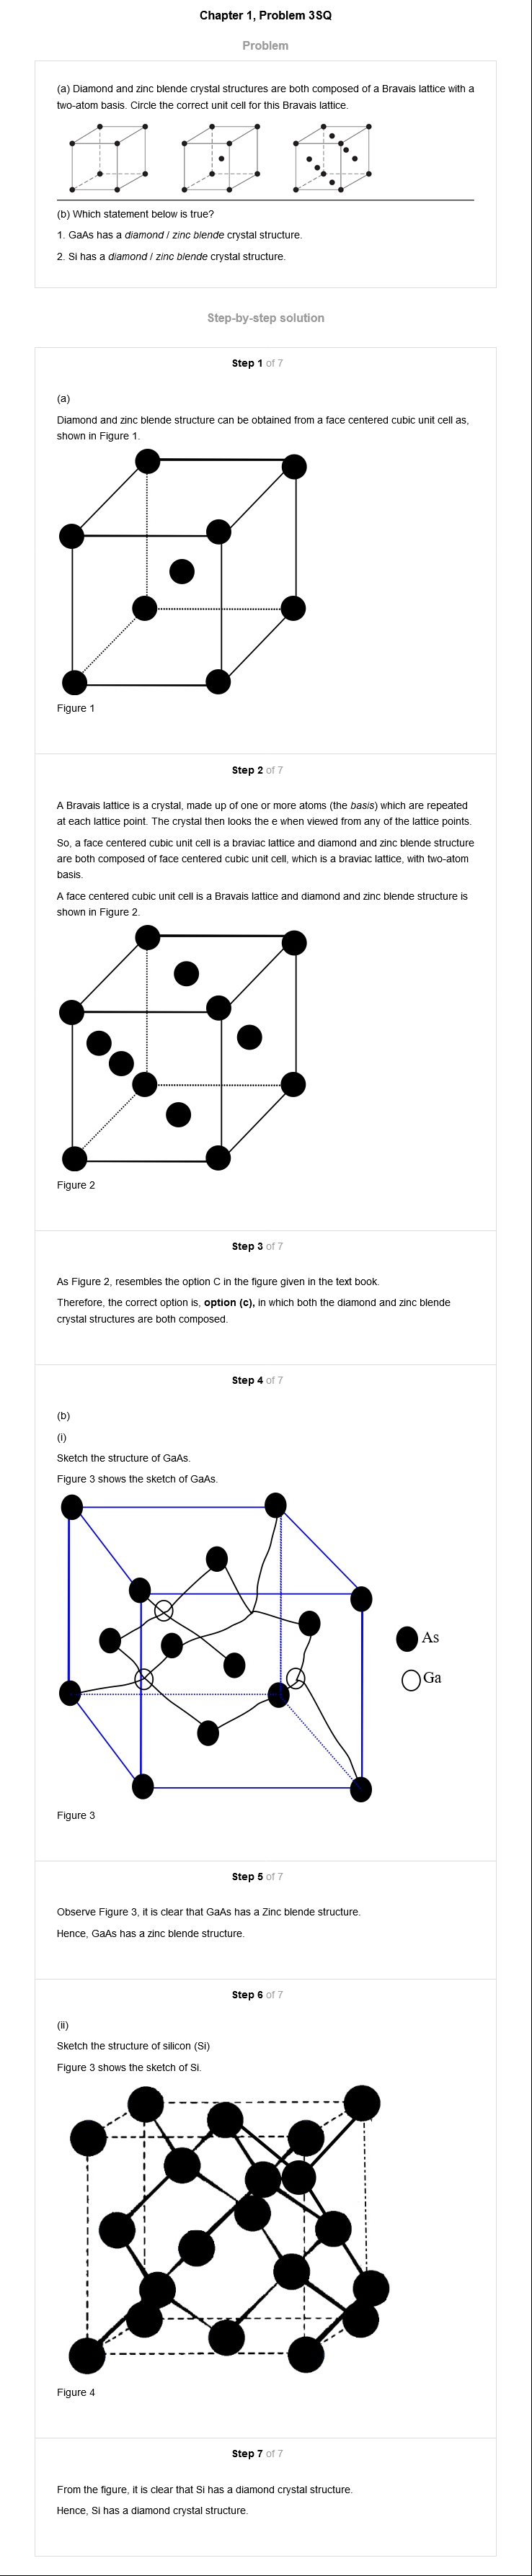 Chapter 1, Problem 3SQ
Problem
(a) Diamond and zinc blende crystal structures are both composed of a Bravais lattice with a
two-atom basis. Circle the correct unit cell for this Bravais lattice.
(b) Which statement below is true?
1. GaAs has a diamond / zinc blende crystal structure.
2. Si has a diamond / zinc blende crystal structure.
Step-by-step solution
Step 1 of 7
(a)
Diamond and zinc blende structure can be obtained from a face centered cubic unit cell as,
shown in Figure 1.
Figure 1
Step 2 of 7
A Bravais lattice is a crystal, made up of one or more atoms (the basis) which are repeated
at each lattice point. The crystal then looks the e when viewed from any of the lattice points.
So, a face centered cubic unit cell is a braviac lattice and diamond and zinc blende structure
are both composed of face centered cubic unit cell, which is a braviac lattice, with two-atom
basis.
A face centered cubic unit cell is a Bravais lattice and diamond and zinc blende structure is
shown in Figure 2.
Figure 2
Step 3 of 7
As Figure 2, resembles the option C in the figure given in the text book.
Therefore, the correct option is, option (c), in which both the diamond and zinc blende
crystal structures are both composed.
Step 4 of 7
(b)
(i)
Sketch the structure of GaAs.
Figure 3 shows the sketch of GaAs.
As
Ga
Figure 3
Step 5 of 7
Observe Figure 3, it is clear that GaAs has a Zinc blende structure.
Hence, GaAs has a zinc blende structure.
Step 6 of 7
(ii)
Sketch the structure of silicon (Si)
Figure 3 shows the sketch of Si.
Figure 4
Step 7 of 7
From the figure, it is clear that Si has a diamond crystal structure.
Hence, Si has a diamond crystal structure.